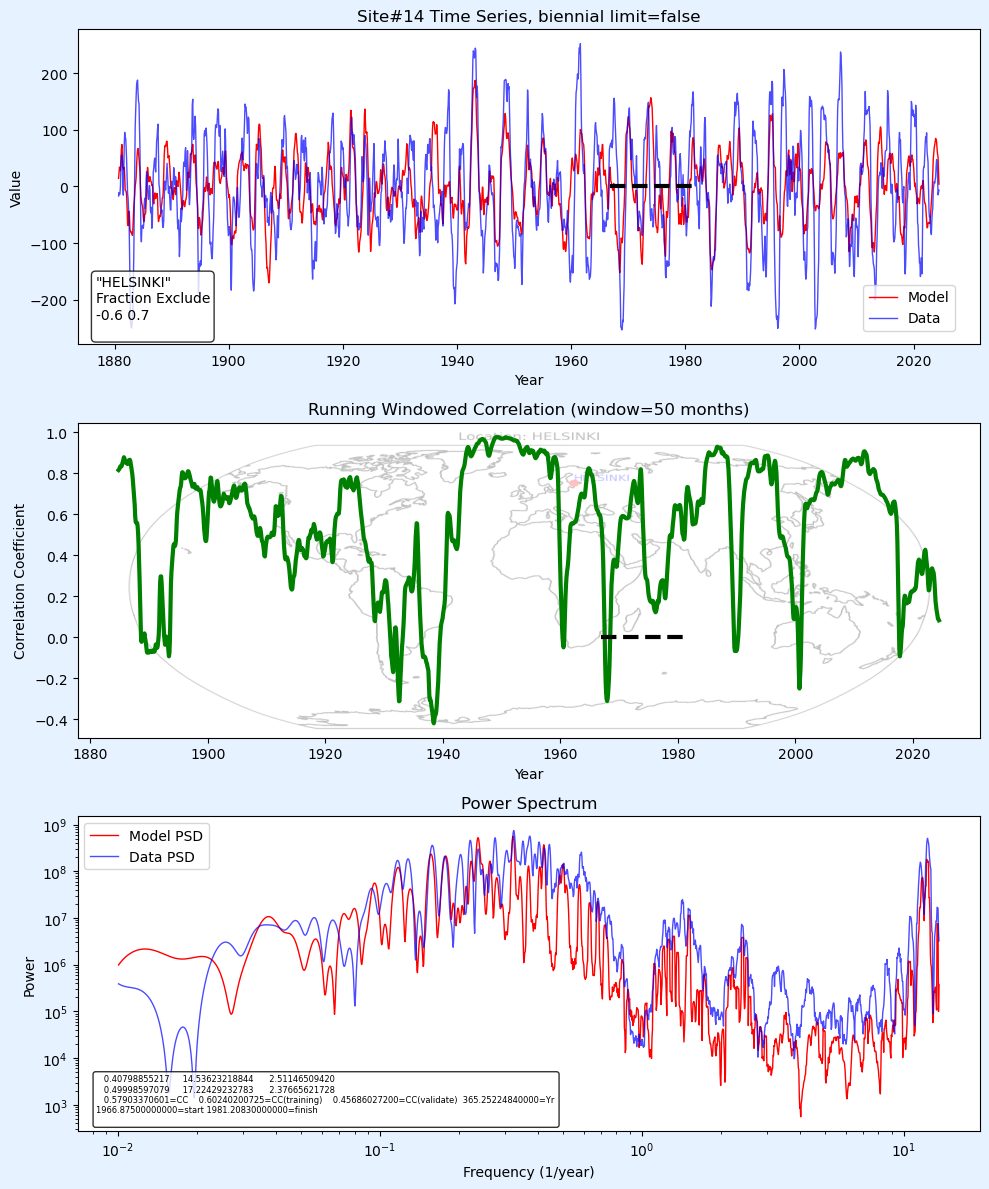 Site#14 Time Series, biennial limit=false
Value
200
100
0
−100
−200
"HELSINKI"
Fraction Exclude
-0.6 0.7
Model
Data
1880 1900 1920 1940 1960 1980 2000 2020
Year
Running Windowed Correlation (window=50 months)
Location: HELSINKI
HELSINKI
Correlation Coefficient
1.0
0.8
0.6
0.4
0.2
0.0
−0.2
−0.4
1880 1900 1920 1940 1960 1980 2000 2020
Year
Power Spectrum
Model PSD
Data PSD
Power
10⁹
10⁸
10⁷
10⁶
10⁵
10⁴
10³
0.40798855217 14.53623218844 2.51146509420
0.49998597079 7.22429232783 2.37665621728
0.57903370601=CC 0.60240200725=CC(training) 0.45686027200=CC(validate) 365.25224840000=Yr
1966.87500000000=start 1981.20830000000=finish
10⁻² 10⁻¹ 10⁰ 10¹
Frequency (1/year)